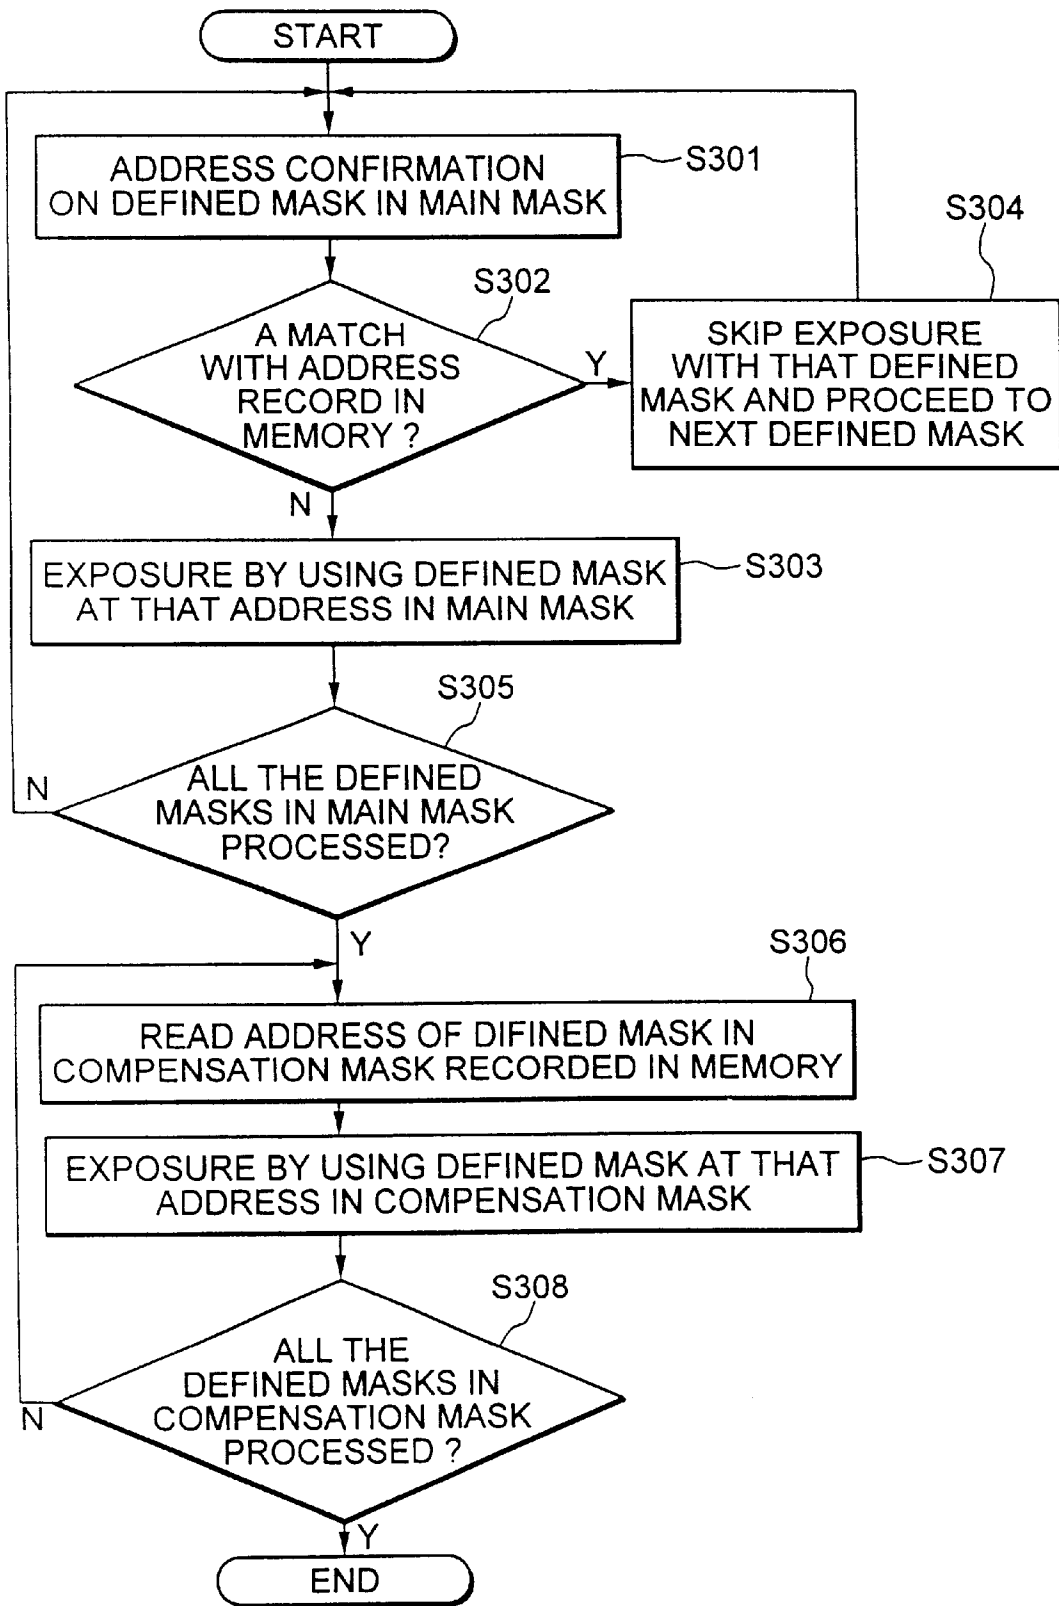 START
ADDRESS CONFIRMATION
ON DEFINED MASK IN MAIN MASK
S301
S304
S302
A MATCH
WITH ADDRESS
RECORD IN
MEMORY ?
Y
SKIP EXPOSURE
WITH THAT DEFINED
MASK AND PROCEED TO
NEXT DEFINED MASK
N
EXPOSURE BY USING DEFINED MASK
AT THAT ADDRESS IN MAIN MASK
S303
S305
ALL THE DEFINED
MASKS IN MAIN MASK
PROCESSED?
N
Y
S306
READ ADDRESS OF DIFINED MASK IN
COMPENSATION MASK RECORDED IN MEMORY
EXPOSURE BY USING DEFINED MASK AT THAT
ADDRESS IN COMPENSATION MASK
S307
S308
ALL THE
DEFINED MASKS IN
COMPENSATION MASK
PROCESSED ?
N
Y
END